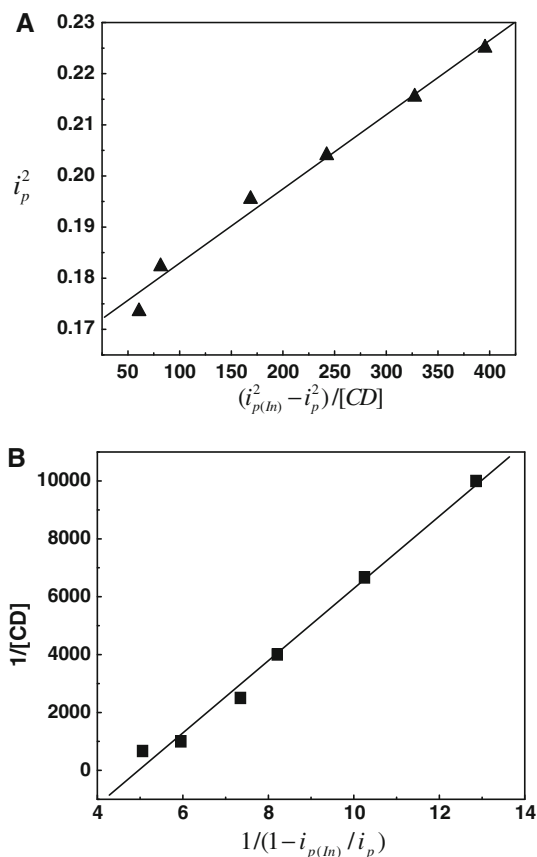 A
0.23
0.22
0.21
0.20
0.19
0.18
0.17
i_p^2
50 100 150 200 250 300 350 400
(i_{p(In)}^2 - i_p^2)/[CD]
B
10000
8000
6000
4000
2000
0
1/[CD]
4 6 8 10 12 14
1/(1-i_{p(In)}/i_p)